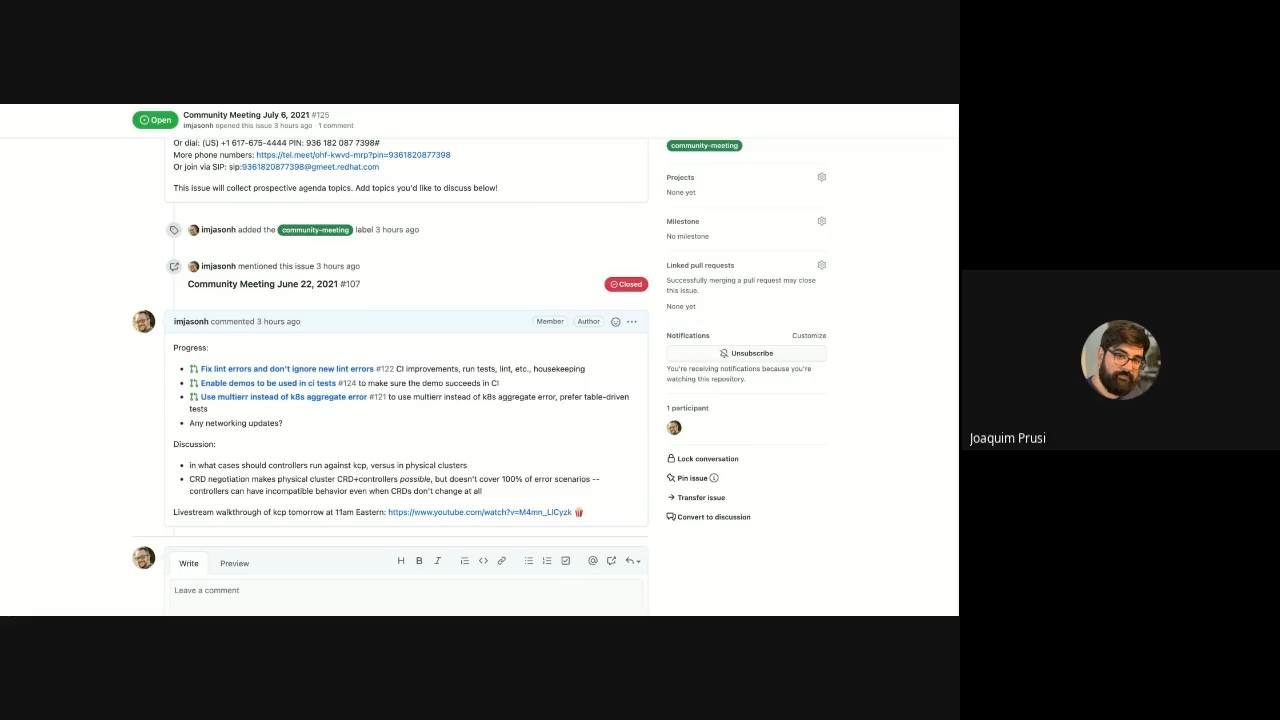 Open
Community Meeting July 6, 2021 #125
imjasonh opened this issue 3 hours ago · 1 comment
Or dial: (US) +1 617-675-4444 PIN: 936 182 087 7398#
More phone numbers: https://tel.meet/ohf-kwvd-mrp?pin=9361820877398
Or join via SIP: sip:9361820877398@gmeet.redhat.com
This issue will collect prospective agenda topics. Add topics you'd like to discuss below!
imjasonh added the community-meeting label 3 hours ago
imjasonh mentioned this issue 3 hours ago
Community Meeting June 22, 2021 #107
Closed
imjasonh commented 3 hours ago
Member
Author
Progress:
• Fix lint errors and don't ignore new lint errors #122 CI improvements, run tests, lint, etc., housekeeping
• Enable demos to be used in ci tests #124 to make sure the demo succeeds in CI
• Use multierr instead of k8s aggregate error #121 to use multierr instead of k8s aggregate error, prefer table-driven
tests
• Any networking updates?
Discussion:
• in what cases should controllers run against kcp, versus in physical clusters
• CRD negotiation makes physical cluster CRD+controllers possible, but doesn't cover 100% of error scenarios --
controllers can have incompatible behavior even when CRDs don't change at all
Livestream walkthrough of kcp tomorrow at 11am Eastern: https://www.youtube.com/watch?v=M4mn_LlCyzk 🍿
Write
Preview
Leave a comment
community-meeting
Projects
None yet
Milestone
No milestone
Linked pull requests
Successfully merging a pull request may close
this issue.
None yet
Notifications
Customize
Unsubscribe
You're receiving notifications because you're
watching this repository.
1 participant
Lock conversation
Pin issue
Transfer issue
Convert to discussion
Joaquim Prusi